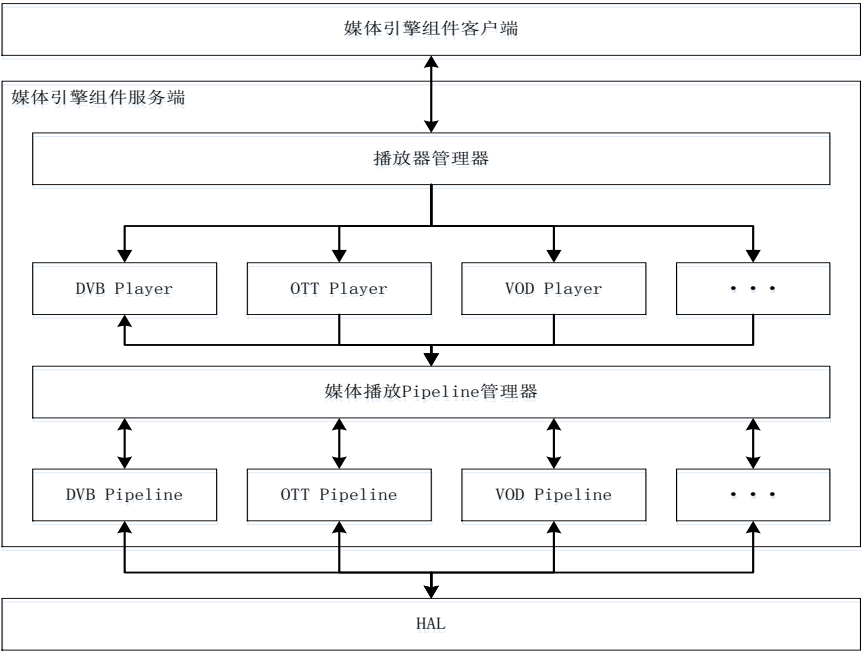 媒体引擎组件客户端
媒体引擎组件服务端
播放器管理器
DVB Player
OTT Player
VOD Player
···
媒体播放Pipeline管理器
DVB Pipeline
OTT Pipeline
VOD Pipeline
···
HAL